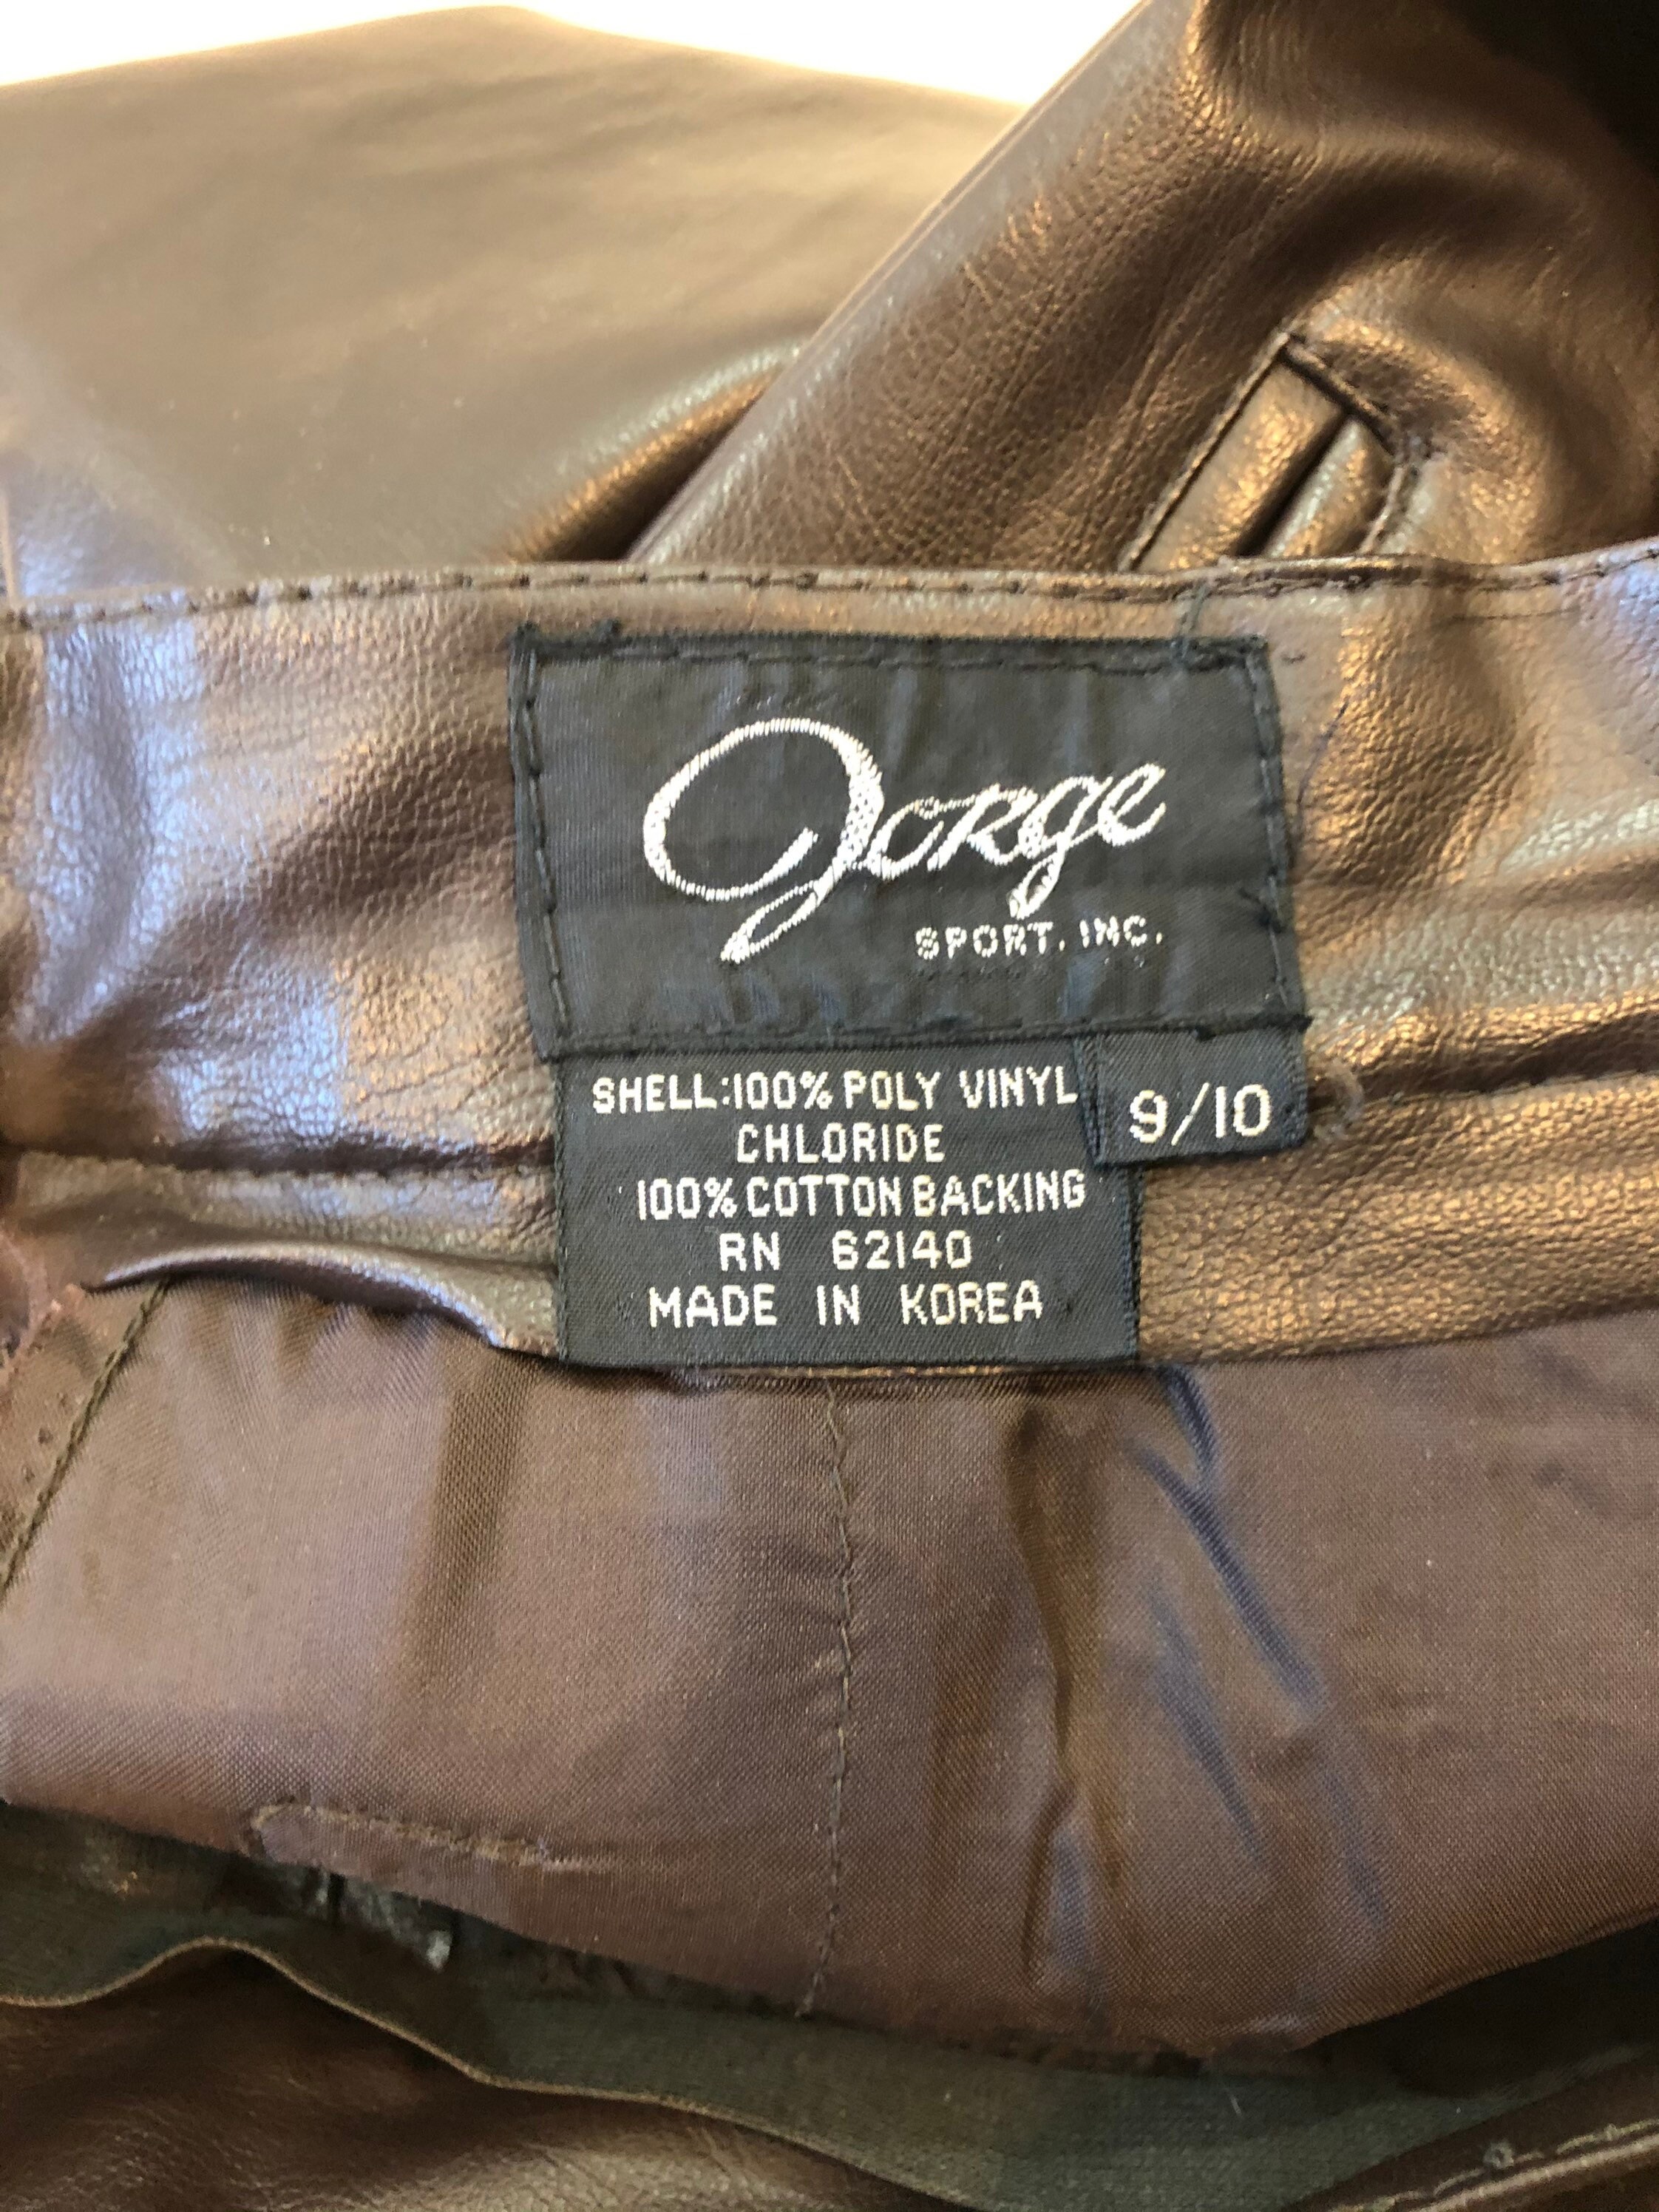 Jorge
SPORT, INC.
SHELL:100% POLY VINYL
CHLORIDE
100% COTTON BACKING
RN 62140
MADE IN KOREA
9/10